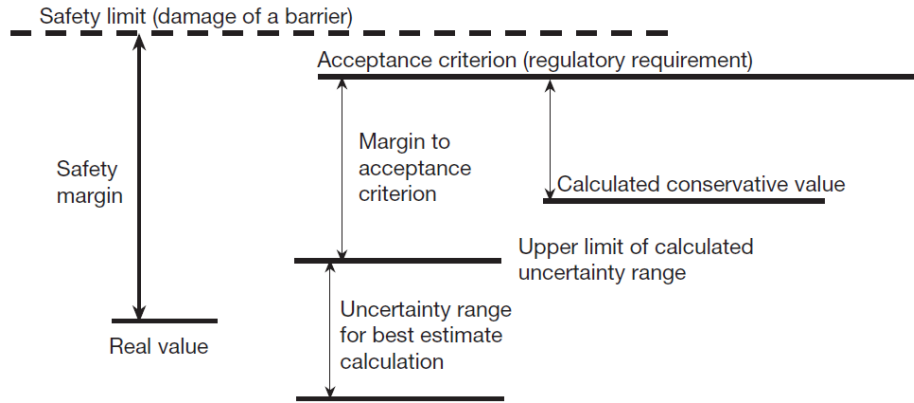 Safety limit (damage of a barrier)
Acceptance criterion (regulatory requirement)
Safety
margin
Margin to
acceptance
criterion
Calculated conservative value
Upper limit of calculated
uncertainty range
Uncertainty range
for best estimate
calculation
Real value